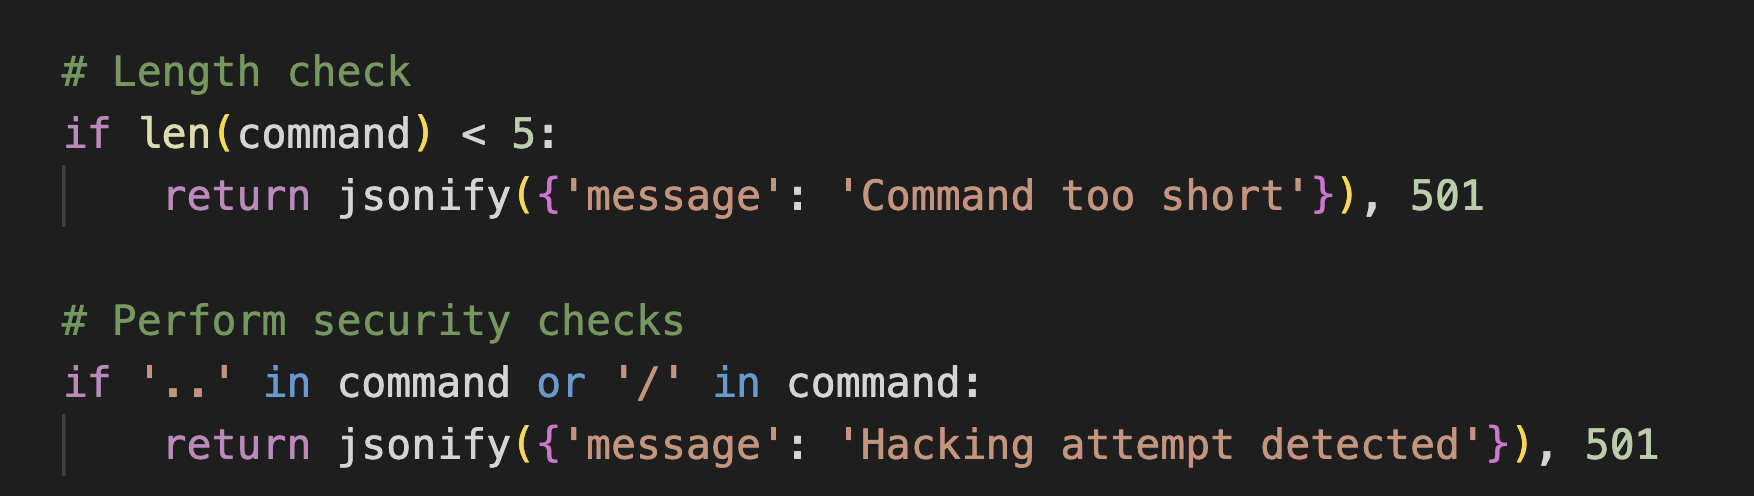 # Length check
if len(command) < 5:
    return jsonify({'message': 'Command too short'}), 501
# Perform security checks
if '..' in command or '/' in command:
    return jsonify({'message': 'Hacking attempt detected'}), 501